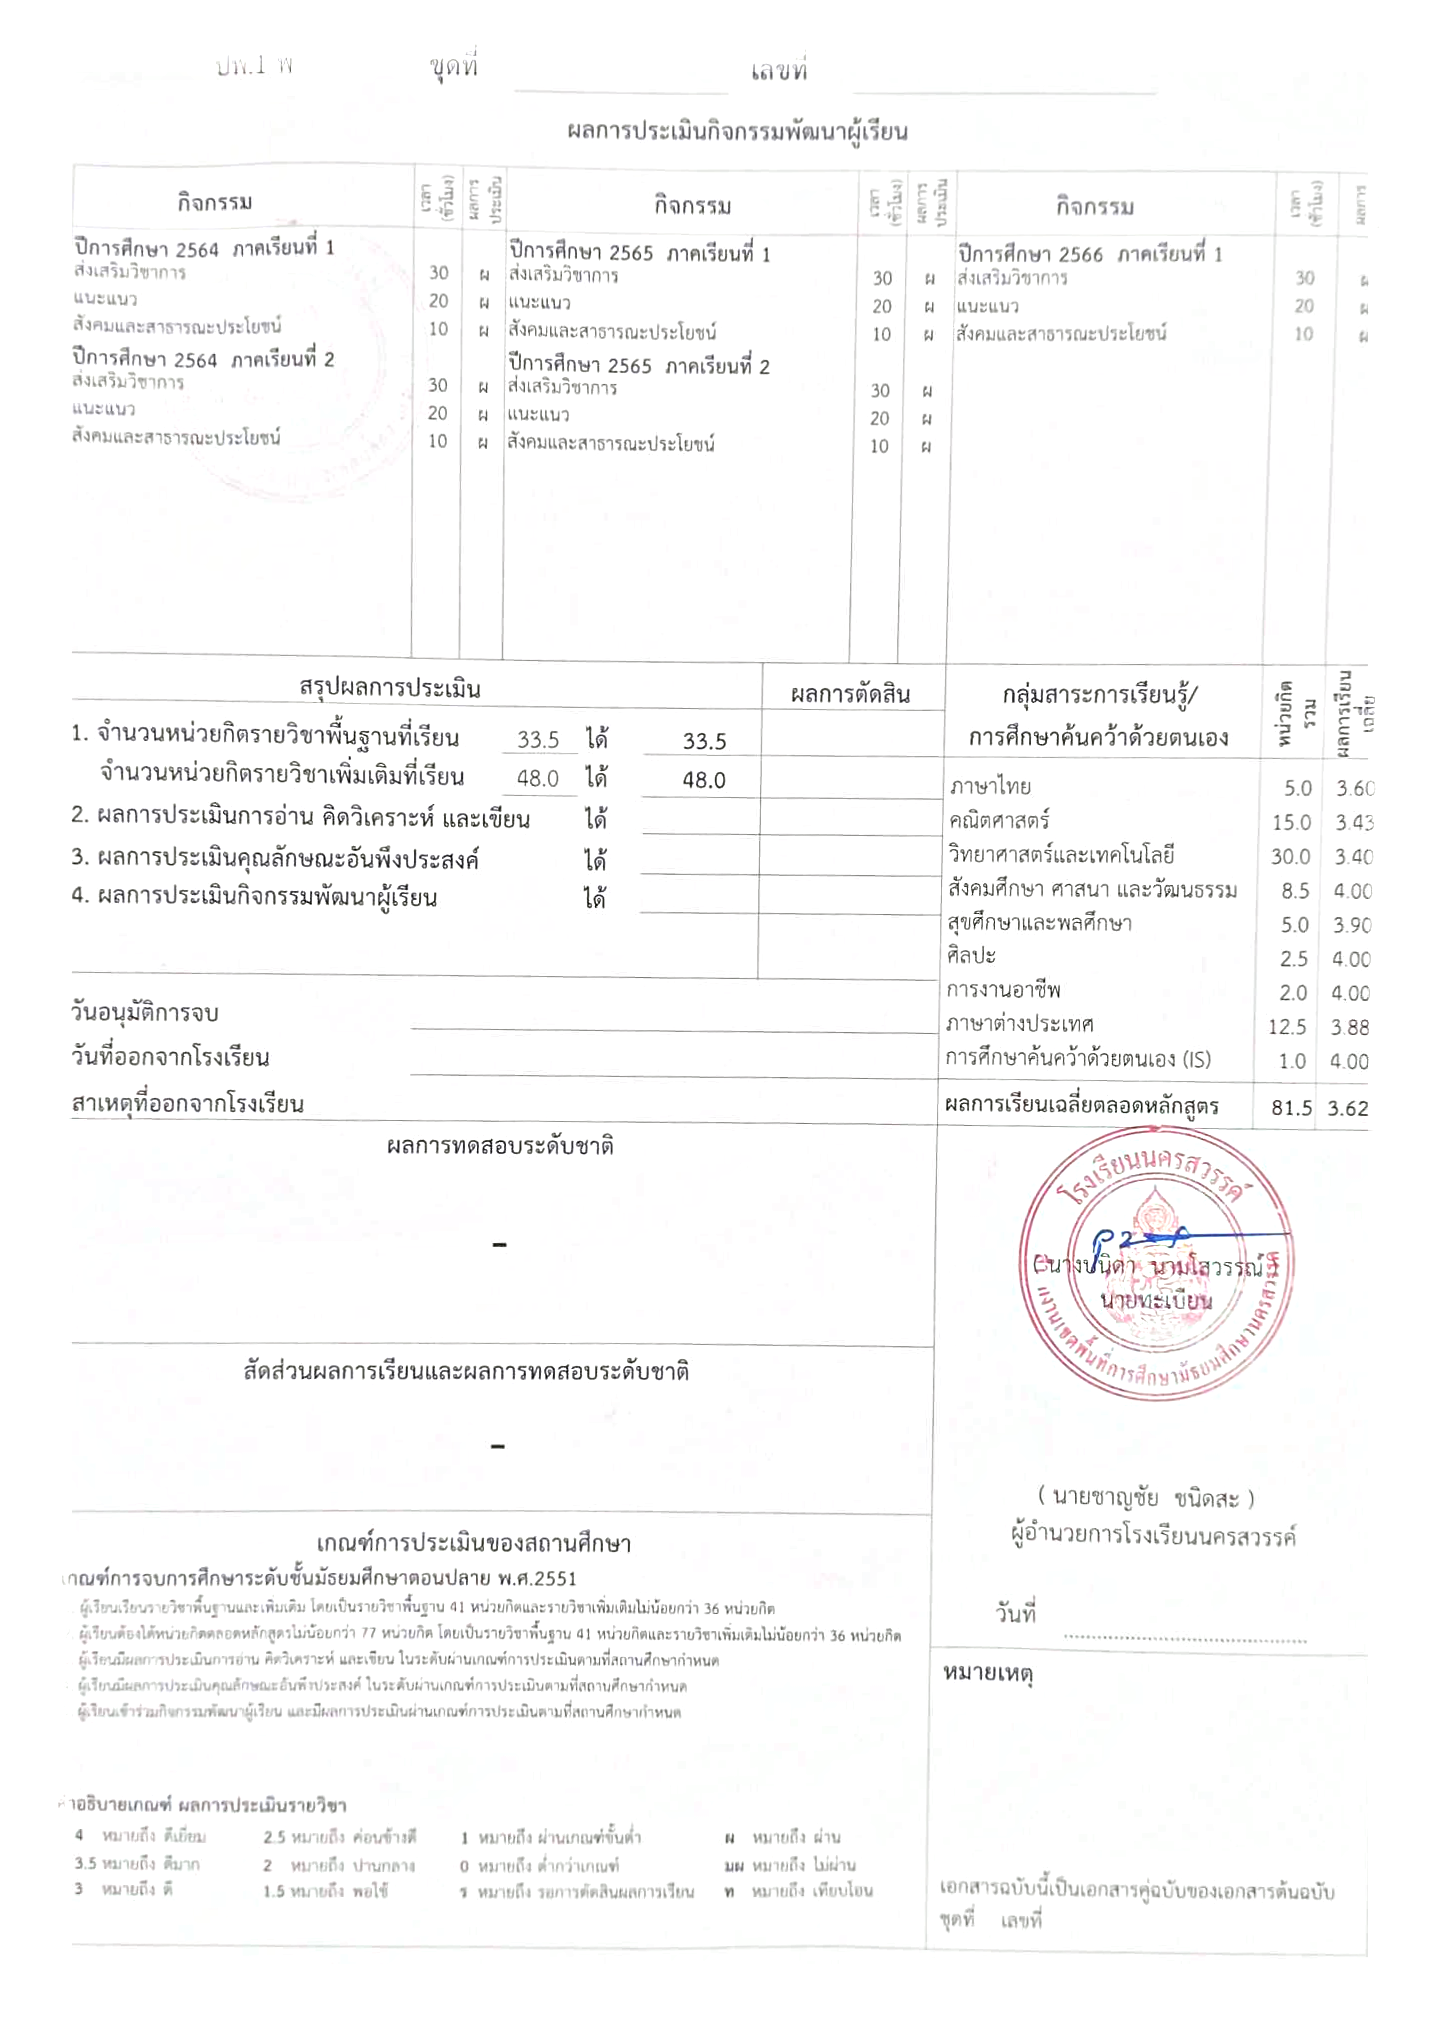 ปพ.1 พ ชุดที่ เลขที่
ผลการประเมินกิจกรรมพัฒนาผู้เรียน
กิจกรรม เวลา (ชั่วโมง) ผลการประเมิน กิจกรรม เวลา (ชั่วโมง) ผลการประเมิน กิจกรรม เวลา (ชั่วโมง) ผลการ
ปีการศึกษา 2564 ภาคเรียนที่ 1 ปีการศึกษา 2565 ภาคเรียนที่ 1 ปีการศึกษา 2566 ภาคเรียนที่ 1
ส่งเสริมวิชาการ 30 ผ ส่งเสริมวิชาการ 30 ผ ส่งเสริมวิชาการ 30 ผ
แนะแนว 20 ผ แนะแนว 20 ผ แนะแนว 20 ผ
สังคมและสาธารณะประโยชน์ 10 ผ สังคมและสาธารณะประโยชน์ 10 ผ สังคมและสาธารณะประโยชน์ 10 ผ
ปีการศึกษา 2564 ภาคเรียนที่ 2 ปีการศึกษา 2565 ภาคเรียนที่ 2
ส่งเสริมวิชาการ 30 ผ ส่งเสริมวิชาการ 30 ผ
แนะแนว 20 ผ แนะแนว 20 ผ
สังคมและสาธารณะประโยชน์ 10 ผ สังคมและสาธารณะประโยชน์ 10 ผ
สรุปผลการประเมิน ผลการตัดสิน
1. จำนวนหน่วยกิตรายวิชาพื้นฐานที่เรียน 33.5 ได้ 33.5
จำนวนหน่วยกิตรายวิชาเพิ่มเติมที่เรียน 48.0 ได้ 48.0
2. ผลการประเมินการอ่าน คิดวิเคราะห์ และเขียน ได้
3. ผลการประเมินคุณลักษณะอันพึงประสงค์ ได้
4. ผลการประเมินกิจกรรมพัฒนาผู้เรียน ได้
วันอนุมัติการจบ
วันที่ออกจากโรงเรียน
สาเหตุที่ออกจากโรงเรียน
กลุ่มสาระการเรียนรู้/
การศึกษาค้นคว้าด้วยตนเอง หน่วยกิตรวม ผลการเรียนเฉลี่ย
ภาษาไทย 5.0 3.60
คณิตศาสตร์ 15.0 3.43
วิทยาศาสตร์และเทคโนโลยี 30.0 3.40
สังคมศึกษา ศาสนา และวัฒนธรรม 8.5 4.00
สุขศึกษาและพลศึกษา 5.0 3.90
ศิลปะ 2.5 4.00
การงานอาชีพ 2.0 4.00
ภาษาต่างประเทศ 12.5 3.88
การศึกษาค้นคว้าด้วยตนเอง (IS) 1.0 4.00
ผลการเรียนเฉลี่ยตลอดหลักสูตร 81.5 3.62
ผลการทดสอบระดับชาติ
-
สัดส่วนผลการเรียนและผลการทดสอบระดับชาติ
-
โรงเรียนนครสวรรค์
นามโสวรรณ์ )
นายทะเบียน
งานเขตพื้นที่การศึกษามัธยมศึกษานครสวรรค์
( นายชาญชัย ชนิดสะ )
ผู้อำนวยการโรงเรียนนครสวรรค์
วันที่
หมายเหตุ
เกณฑ์การประเมินของสถานศึกษา
เกณฑ์การจบการศึกษาระดับชั้นมัธยมศึกษาตอนปลาย พ.ศ.2551
ผู้เรียนเรียนรายวิชาพื้นฐานและเพิ่มเติม โดยเป็นรายวิชาพื้นฐาน 41 หน่วยกิตและรายวิชาเพิ่มเติมไม่น้อยกว่า 36 หน่วยกิต
ผู้เรียนต้องได้หน่วยกิตตลอดหลักสูตรไม่น้อยกว่า 77 หน่วยกิต โดยเป็นรายวิชาพื้นฐาน 41 หน่วยกิตและรายวิชาเพิ่มเติมไม่น้อยกว่า 36 หน่วยกิต
ผู้เรียนมีผลการประเมินการอ่าน คิดวิเคราะห์ และเขียน ในระดับผ่านเกณฑ์การประเมินตามที่สถานศึกษากำหนด
ผู้เรียนมีผลการประเมินคุณลักษณะอันพึงประสงค์ ในระดับผ่านเกณฑ์การประเมินตามที่สถานศึกษากำหนด
ผู้เรียนเข้าร่วมกิจกรรมพัฒนาผู้เรียน และมีผลการประเมินผ่านเกณฑ์การประเมินตามที่สถานศึกษากำหนด
คำอธิบายเกณฑ์ ผลการประเมินรายวิชา
4 หมายถึง ดีเยี่ยม 2.5 หมายถึง ค่อนข้างดี 1 หมายถึง ผ่านเกณฑ์ขั้นต่ำ ผ หมายถึง ผ่าน
3.5 หมายถึง ดีมาก 2 หมายถึง ปานกลาง 0 หมายถึง ต่ำกว่าเกณฑ์ มผ หมายถึง ไม่ผ่าน
3 หมายถึง ดี 1.5 หมายถึง พอใช้ ร หมายถึง รอการตัดสินผลการเรียน ท หมายถึง เทียบโอน
เอกสารฉบับนี้เป็นเอกสารคู่ฉบับของเอกสารต้นฉบับ
ชุดที่ เลขที่